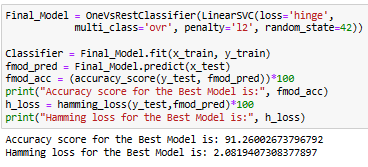 Final_Model = OneVsRestClassifier(LinearSVC(loss='hinge',
multi_class='ovr', penalty='l2', random_state=42))
Classifier = Final_Model.fit(x_train, y_train)
fmod_pred = Final_Model.predict(x_test)
fmod_acc = (accuracy_score(y_test, fmod_pred))*100
print("Accuracy score for the Best Model is:", fmod_acc)
h_loss = hamming_loss(y_test,fmod_pred)*100
print("Hamming loss for the Best Model is:", h_loss)
Accuracy score for the Best Model is: 91.26002673796792
Hamming loss for the Best Model is: 2.0819407308377897